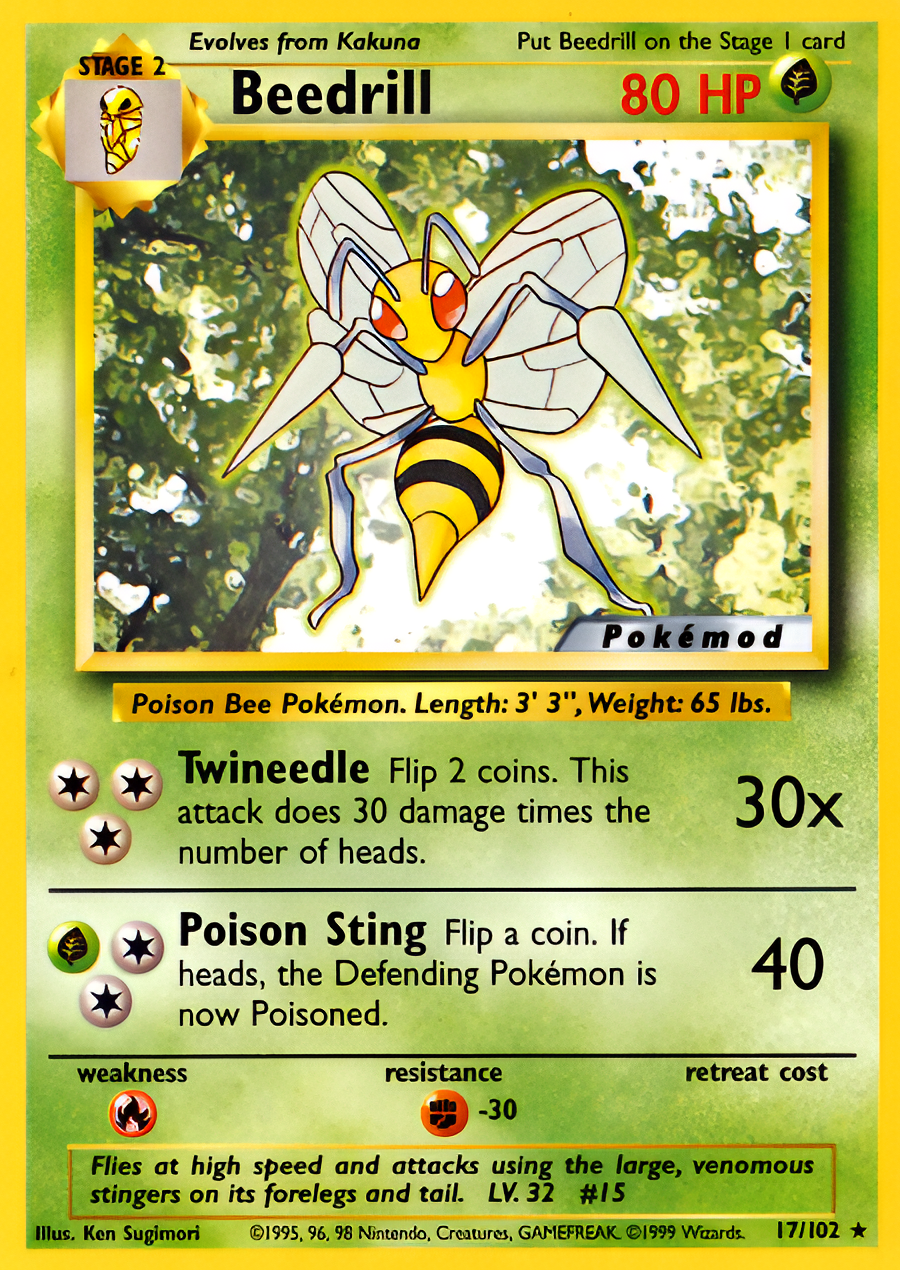 Evolves from Kakuna
Put Beedrill on the Stage 1 card
STAGE 2
Beedrill
80 HP
Pokémod
Poison Bee Pokémon. Length: 3' 3", Weight: 65 lbs.
Twineedle Flip 2 coins. This
attack does 30 damage times the
number of heads.
30x
Poison Sting Flip a coin. If
heads, the Defending Pokémon is
now Poisoned.
40
weakness
resistance
retreat cost
-30
Flies at high speed and attacks using the large, venomous
stingers on its forelegs and tail. LV. 32 #15
Illus. Ken Sugimori
©1995, 96, 98 Nintendo, Creatures, GAMEFREAK. ©1999 Wizards.
17/102 ★